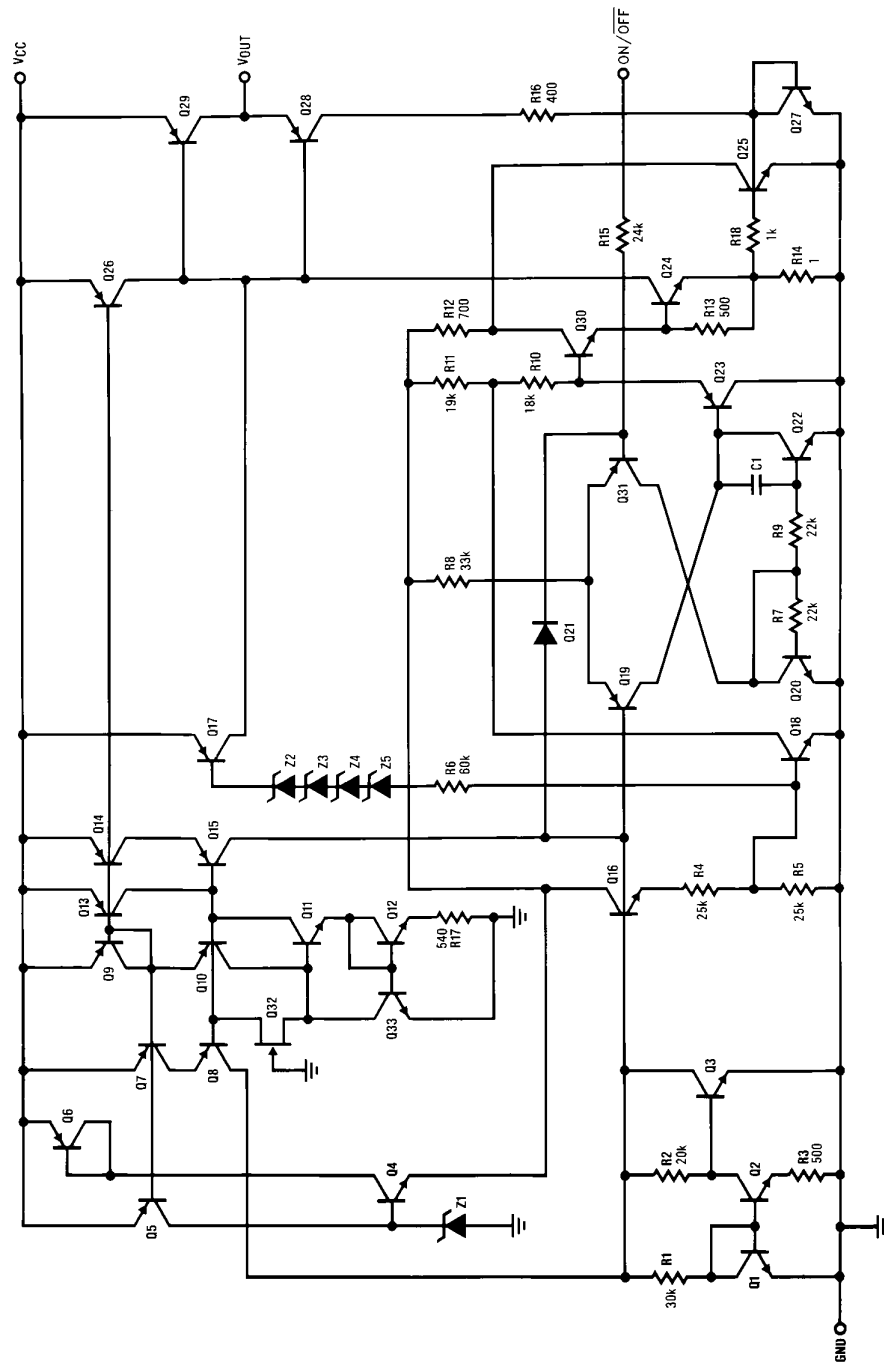 VCC
VOUT
ON/OFF
GND
Q29
Q28
R16
400
Q27
Q25
Q26
R15
24k
R18
1k
R14
1
Q24
R13
500
R12
700
Q30
R11
19k
R10
18k
Q23
Q22
C1
R9
22k
Q31
R8
33k
R7
22k
Q21
Q19
Q20
Q17
Z2
Z3
Z4
Z5
R6
60k
Q18
Q14
Q15
Q16
R4
25k
R5
25k
Q13
Q9
Q10
Q11
Q12
540
R17
Q32
Q33
Q7
Q8
Q3
Q6
Q4
R2
20k
Q2
R3
500
Q5
Z1
R1
30k
Q1